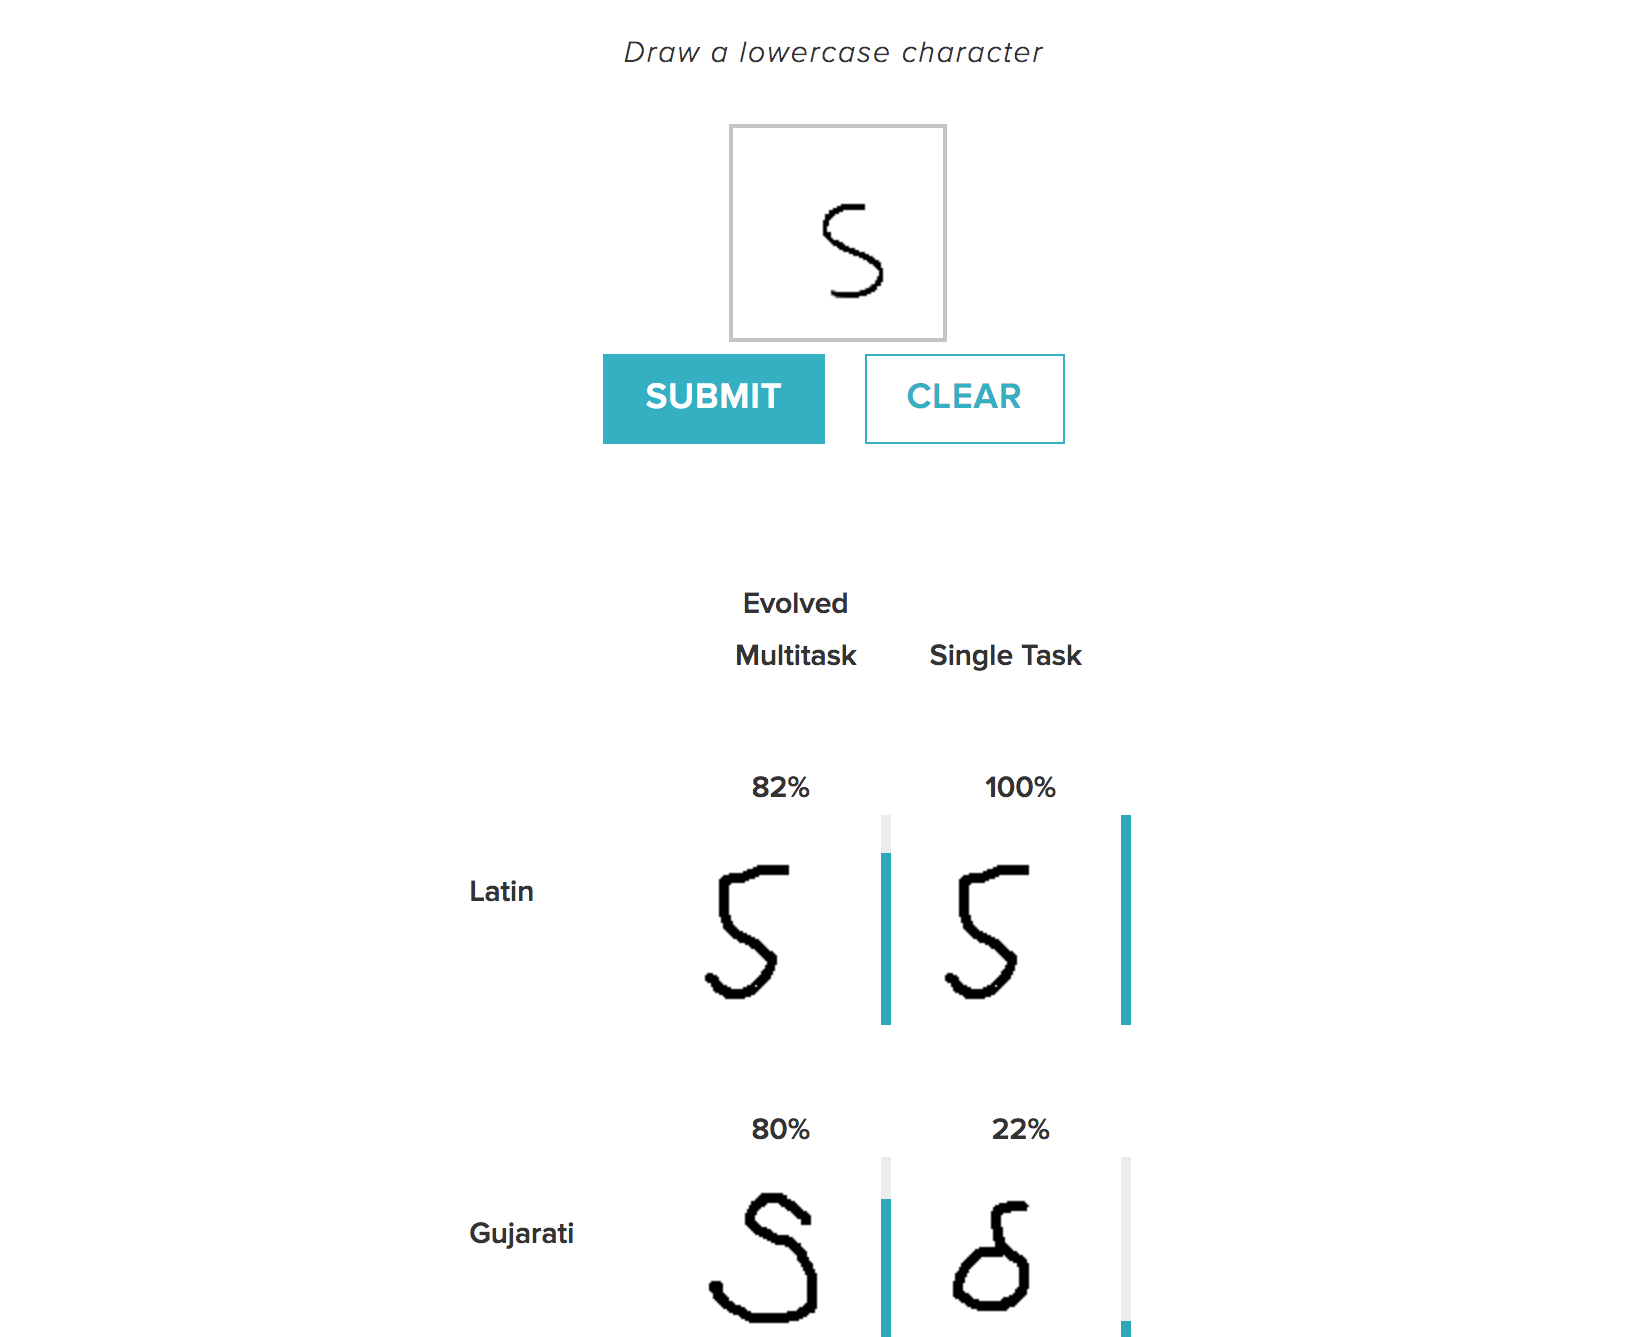 Draw a lowercase character
S
SUBMIT CLEAR
Evolved
Multitask Single Task
82% 100%
Latin S S
80% 22%
Gujarati